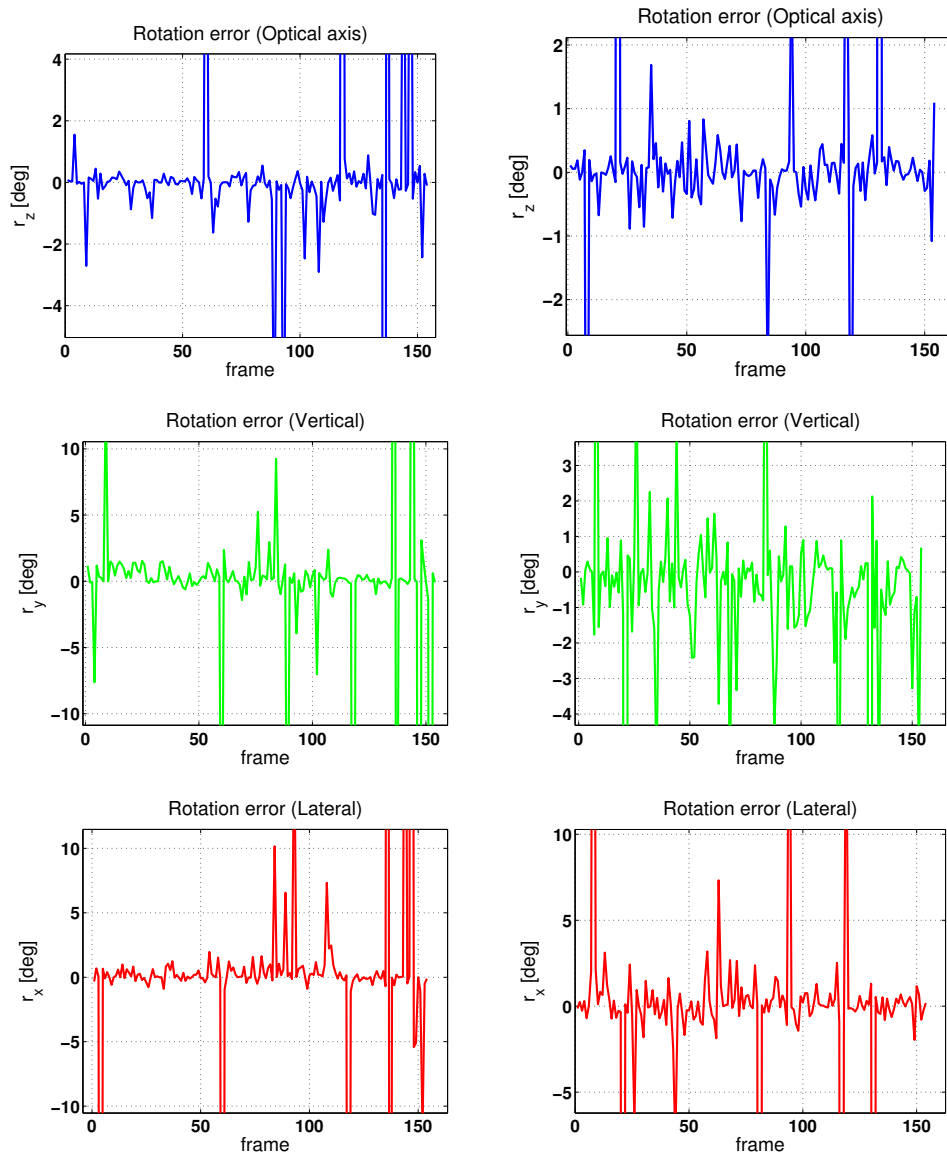 Rotation error (Optical axis)
4
2
0
−2
−4
r_z [deg]
0 50 100 150
frame
Rotation error (Optical axis)
2
1
0
−1
−2
r_z [deg]
0 50 100 150
frame
Rotation error (Vertical)
10
5
0
−5
−10
r_y [deg]
0 50 100 150
frame
Rotation error (Vertical)
3
2
1
0
−1
−2
−3
−4
r_y [deg]
0 50 100 150
frame
Rotation error (Lateral)
10
5
0
−5
−10
r_x [deg]
0 50 100 150
frame
Rotation error (Lateral)
10
5
0
−5
r_x [deg]
0 50 100 150
frame